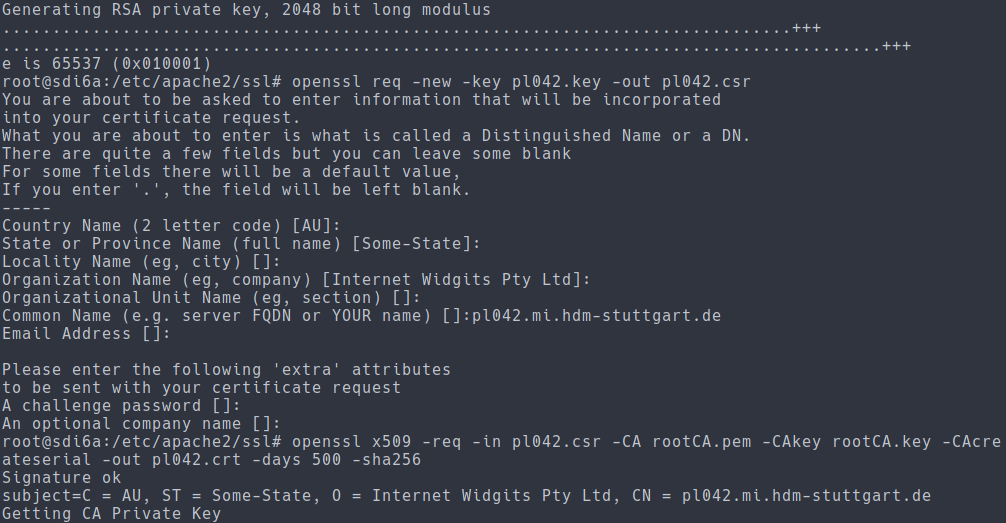 Generating RSA private key, 2048 bit long modulus
...............................................................................+++
........................................................................................+++
e is 65537 (0x010001)
root@sdi6a:/etc/apache2/ssl# openssl req -new -key pl042.key -out pl042.csr
You are about to be asked to enter information that will be incorporated
into your certificate request.
What you are about to enter is what is called a Distinguished Name or a DN.
There are quite a few fields but you can leave some blank
For some fields there will be a default value,
If you enter '.', the field will be left blank.
-----
Country Name (2 letter code) [AU]:
State or Province Name (full name) [Some-State]:
Locality Name (eg, city) []:
Organization Name (eg, company) [Internet Widgits Pty Ltd]:
Organizational Unit Name (eg, section) []:
Common Name (e.g. server FQDN or YOUR name) []:pl042.mi.hdm-stuttgart.de
Email Address []:

Please enter the following 'extra' attributes
to be sent with your certificate request
A challenge password []:
An optional company name []:
root@sdi6a:/etc/apache2/ssl# openssl x509 -req -in pl042.csr -CA rootCA.pem -CAkey rootCA.key -CAcre
ateserial -out pl042.crt -days 500 -sha256
Signature ok
subject=C = AU, ST = Some-State, O = Internet Widgits Pty Ltd, CN = pl042.mi.hdm-stuttgart.de
Getting CA Private Key